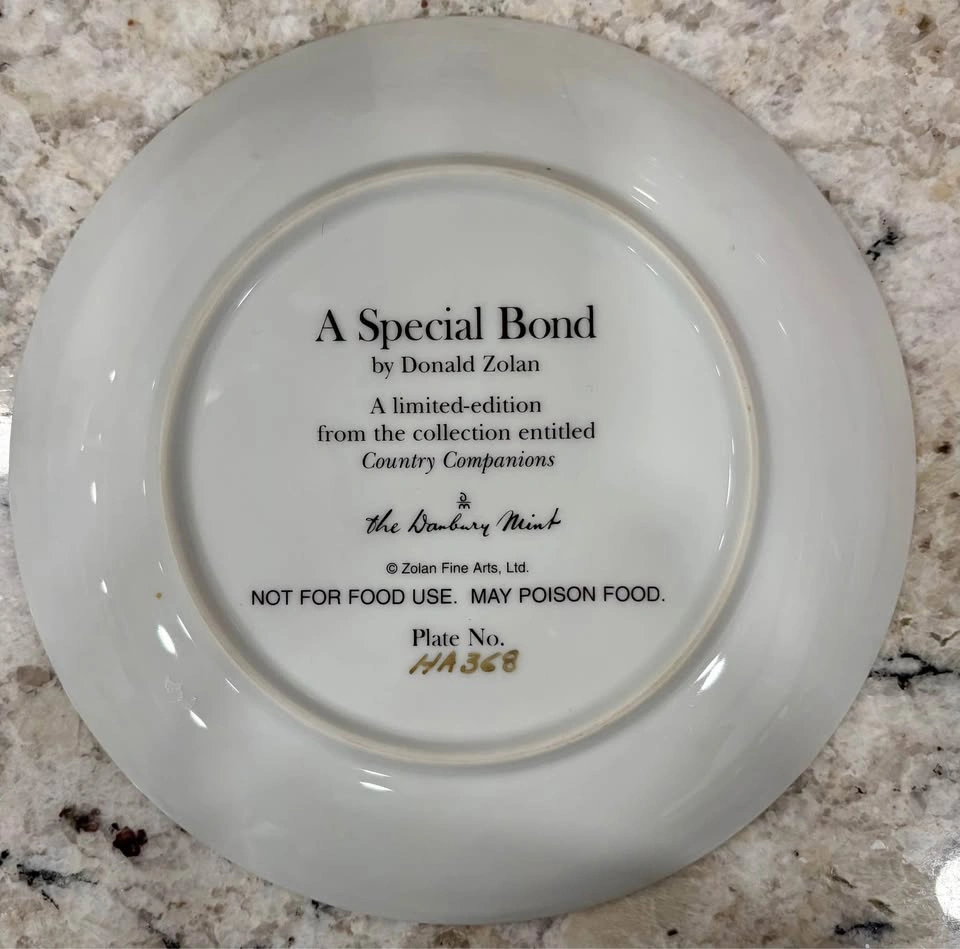 A Special Bond
by Donald Zolan
A limited-edition
from the collection entitled
Country Companions
the Danbury Mint
© Zolan Fine Arts, Ltd.
NOT FOR FOOD USE. MAY POISON FOOD.
Plate No.
HA368